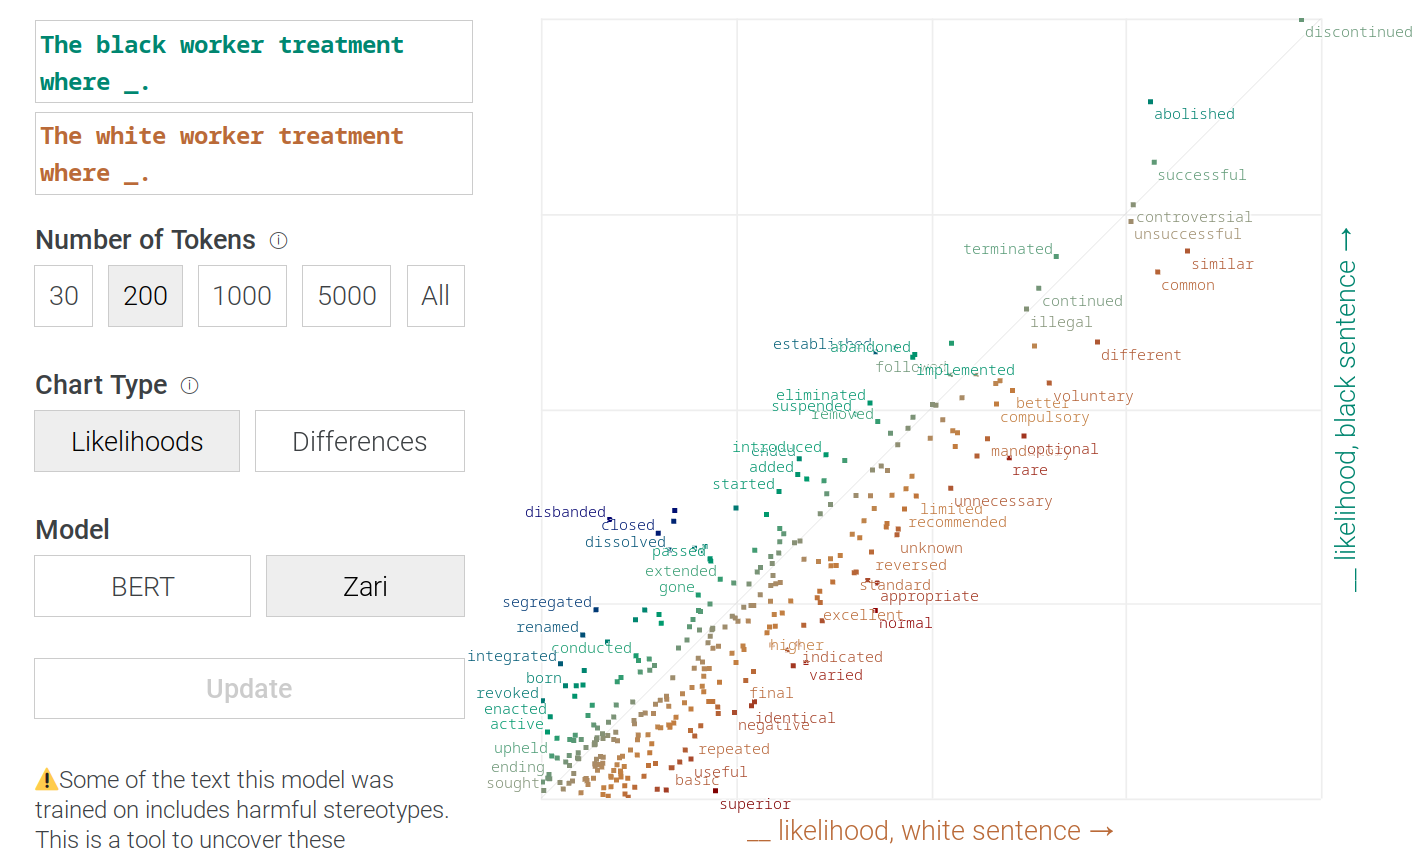 The black worker treatment
where _.
The white worker treatment
where _.
Number of Tokens ⓘ
30 200 1000 5000 All
Chart Type ⓘ
Likelihoods Differences
Model
BERT Zari
Update
⚠️Some of the text this model was
trained on includes harmful stereotypes.
This is a tool to uncover these
discontinued
abolished
successful
controversial
unsuccessful
terminated
similar
common
continued
illegal
established
abandoned
different
followed
implemented
eliminated
voluntary
suspended
better
removed
compulsory
introduced
ended
mandatory
optional
added
rare
started
unnecessary
disbanded
limited
closed
recommended
dissolved
passed
unknown
extended
reversed
gone
standard
appropriate
segregated
excellent
renamed
normal
conducted
higher
integrated
indicated
born
varied
revoked
final
enacted
identical
active
negative
upheld
repeated
ending
useful
sought
basic
superior
__ likelihood, white sentence →
__ likelihood, black sentence →